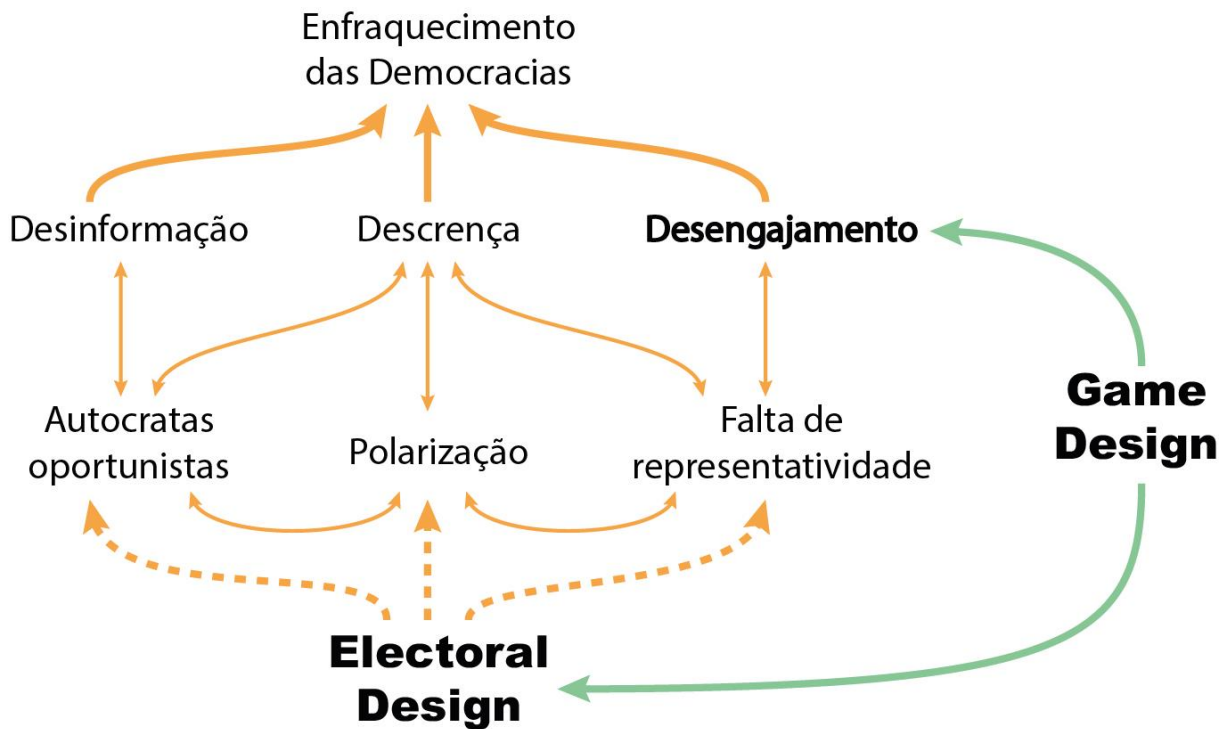 Enfraquecimento
das Democracias
Desinformação
Descrença
Desengajamento
Autocratas
oportunistas
Polarização
Falta de
representatividade
Game
Design
Electoral
Design